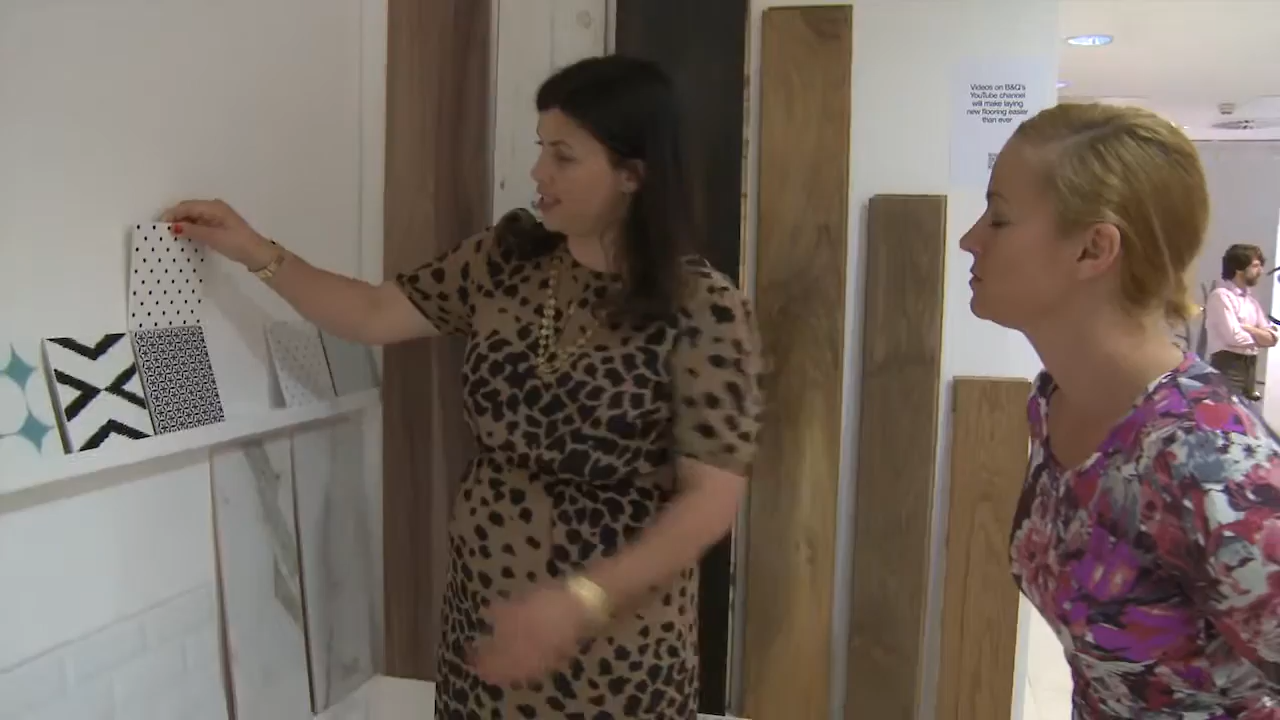 Videos on B&Q's
YouTube channel
will make laying
new flooring easier
than ever